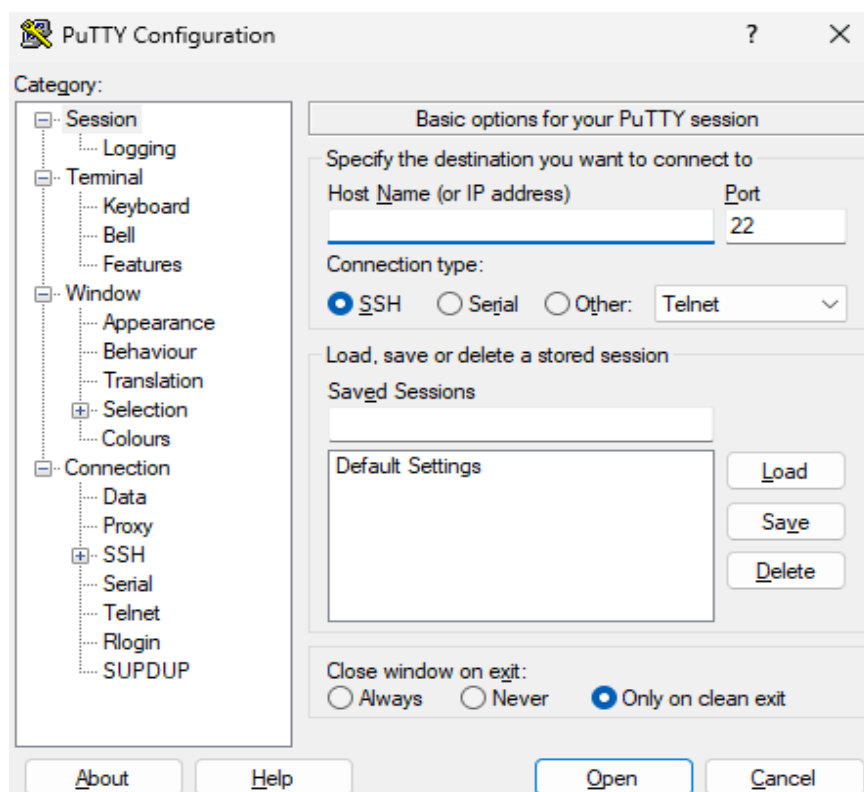 PuTTY Configuration
?
Category:
Session
Logging
Terminal
Keyboard
Bell
Features
Window
Appearance
Behaviour
Translation
Selection
Colours
Connection
Data
Proxy
SSH
Serial
Telnet
Rlogin
SUPDUP
Basic options for your PuTTY session
Specify the destination you want to connect to
Host Name (or IP address) Port
22
Connection type:
SSH Serial Other: Telnet
Load, save or delete a stored session
Saved Sessions
Default Settings
Load
Save
Delete
Close window on exit:
Always Never Only on clean exit
About Help Open Cancel